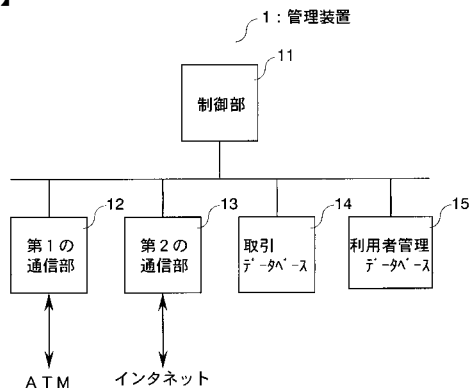 】
1：管理装置
11
制御部
12
第1の
通信部
13
第2の
通信部
14
取引
ﾃﾞｰﾀﾍﾞｰｽ
15
利用者管理
ﾃﾞｰﾀﾍﾞｰｽ
ATM
インタネット